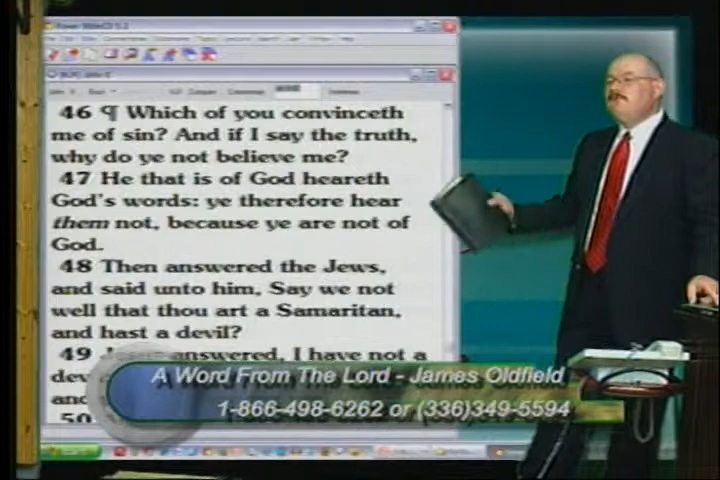 46 ¶ Which of you convinceth
me of sin? And if I say the truth,
why do ye not believe me?
47 He that is of God heareth
God's words: ye therefore hear
them not, because ye are not of
God.
48 Then answered the Jews,
and said unto him, Say we not
well that thou art a Samaritan,
and hast a devil?
49 Jesus answered, I have not a
dev
and
50
A Word From The Lord - James Oldfield
1-866-498-6262 or (336)349-5594